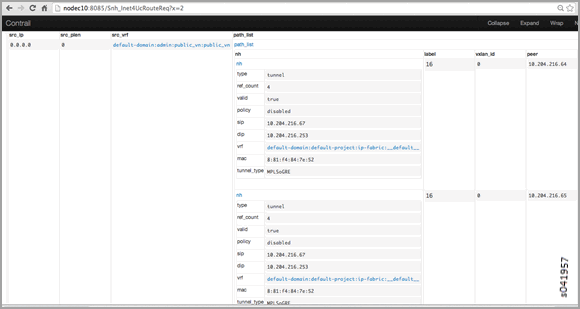 nodec10:8085/Snh_Inet4UcRouteReq?x=2
Contrail Collapse Expand Wrap N
src_ip src_plen src_vrf path_list
0.0.0.0 0 default-domain:admin:public_vn:public_vn path_list
nh label vxlan_id peer
nh 16 0 10.204.216.64
type tunnel
ref_count 4
valid true
policy disabled
sip 10.204.216.67
dip 10.204.216.253
vrf default-domain:default-project:ip-fabric:__default__
mac 8:81:f4:84:7e:52
tunnel_type MPLSoGRE
nh 16 0 10.204.216.65
type tunnel
ref_count 4
valid true
policy disabled
sip 10.204.216.67
dip 10.204.216.253
vrf default-domain:default-project:ip-fabric:__default__
mac 8:81:f4:84:7e:52
tunnel_type MPLSoGRE
s041957